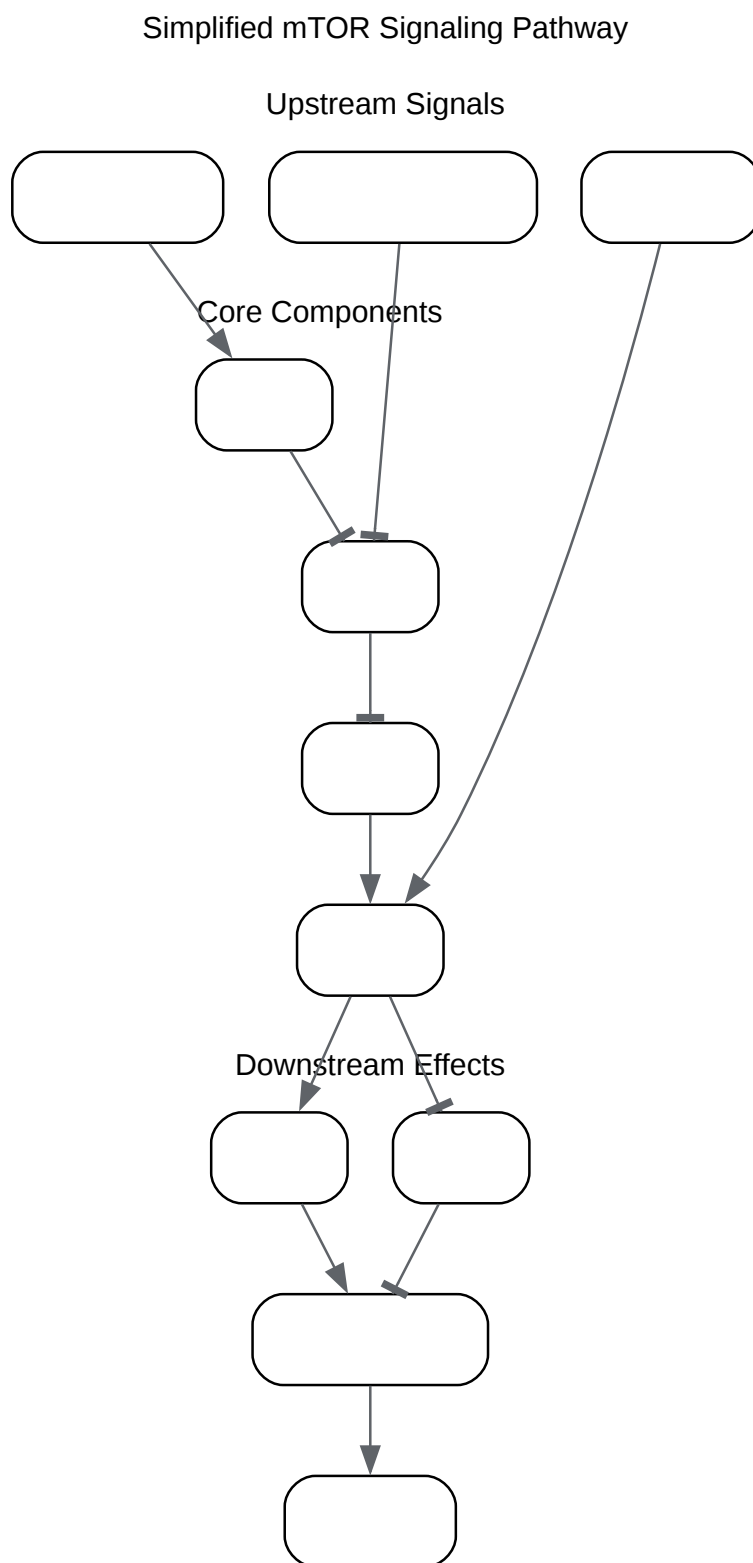 Simplified mTOR Signaling Pathway
Upstream Signals
Core Components
Downstream Effects